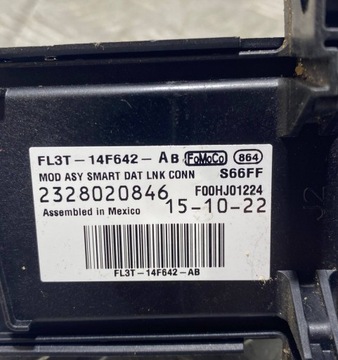 FL3T-14F642-AB FoMoCo 864
MOD ASY SMART DAT LNK CONN S66FF
2328020846 F00HJ01224
Assembled in Mexico 15-10-22
FL3T-14F642-AB
J2